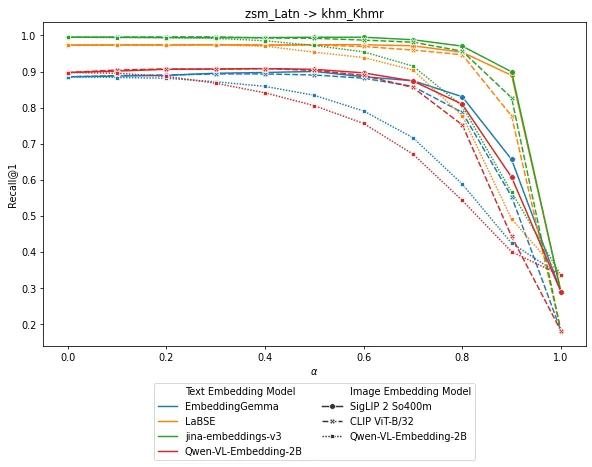 zsm_Latn -> khm_Khmr
Recall@1
1.0
0.9
0.8
0.7
0.6
0.5
0.4
0.3
0.2
0.0 0.2 0.4 0.6 0.8 1.0
α
Text Embedding Model Image Embedding Model
EmbeddingGemma SigLIP 2 So400m
LaBSE CLIP ViT-B/32
jina-embeddings-v3 Qwen-VL-Embedding-2B
Qwen-VL-Embedding-2B